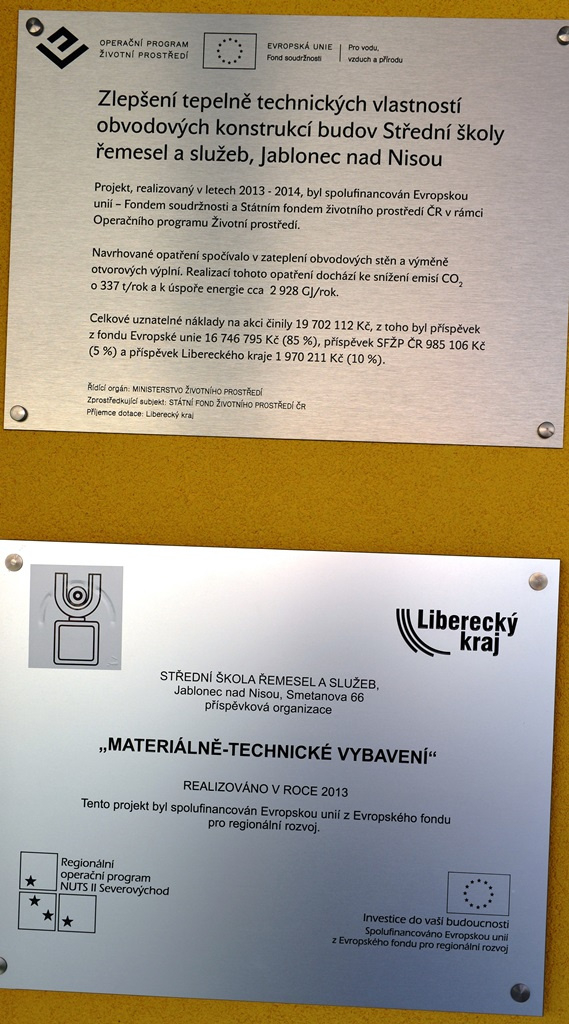 OPERAČNÍ PROGRAM
ŽIVOTNÍ PROSTŘEDÍ
EVROPSKÁ UNIE
Fond soudržnosti
Pro vodu,
vzduch a přírodu
Zlepšení tepelně technických vlastností
obvodových konstrukcí budov Střední školy
řemesel a služeb, Jablonec nad Nisou
Projekt, realizovaný v letech 2013 - 2014, byl spolufinancován Evropskou
unií – Fondem soudržnosti a Státním fondem životního prostředí ČR v rámci
Operačního programu Životní prostředí.
Navrhované opatření spočívalo v zateplení obvodových stěn a výměně
otvorových výplní. Realizací tohoto opatření dochází ke snížení emisí CO₂
o 337 t/rok a k úspoře energie cca 2 928 GJ/rok.
Celkové uznatelné náklady na akci činily 19 702 112 Kč, z toho byl příspěvek
z fondu Evropské unie 16 746 795 Kč (85 %), příspěvek SFŽP ČR 985 106 Kč
(5 %) a příspěvek Libereckého kraje 1 970 211 Kč (10 %).
Řídící orgán: MINISTERSTVO ŽIVOTNÍHO PROSTŘEDÍ
Zprostředkující subjekt: STÁTNÍ FOND ŽIVOTNÍHO PROSTŘEDÍ ČR
Příjemce dotace: Liberecký kraj
Liberecký
kraj
STŘEDNÍ ŠKOLA ŘEMESEL A SLUŽEB,
Jablonec nad Nisou, Smetanova 66
příspěvková organizace
„MATERIÁLNĚ-TECHNICKÉ VYBAVENÍ“
REALIZOVÁNO V ROCE 2013
Tento projekt byl spolufinancován Evropskou unií z Evropského fondu
pro regionální rozvoj.
Regionální
operační program
NUTS II Severovýchod
Investice do vaší budoucnosti
Spolufinancováno Evropskou unií
z Evropského fondu pro regionální rozvoj